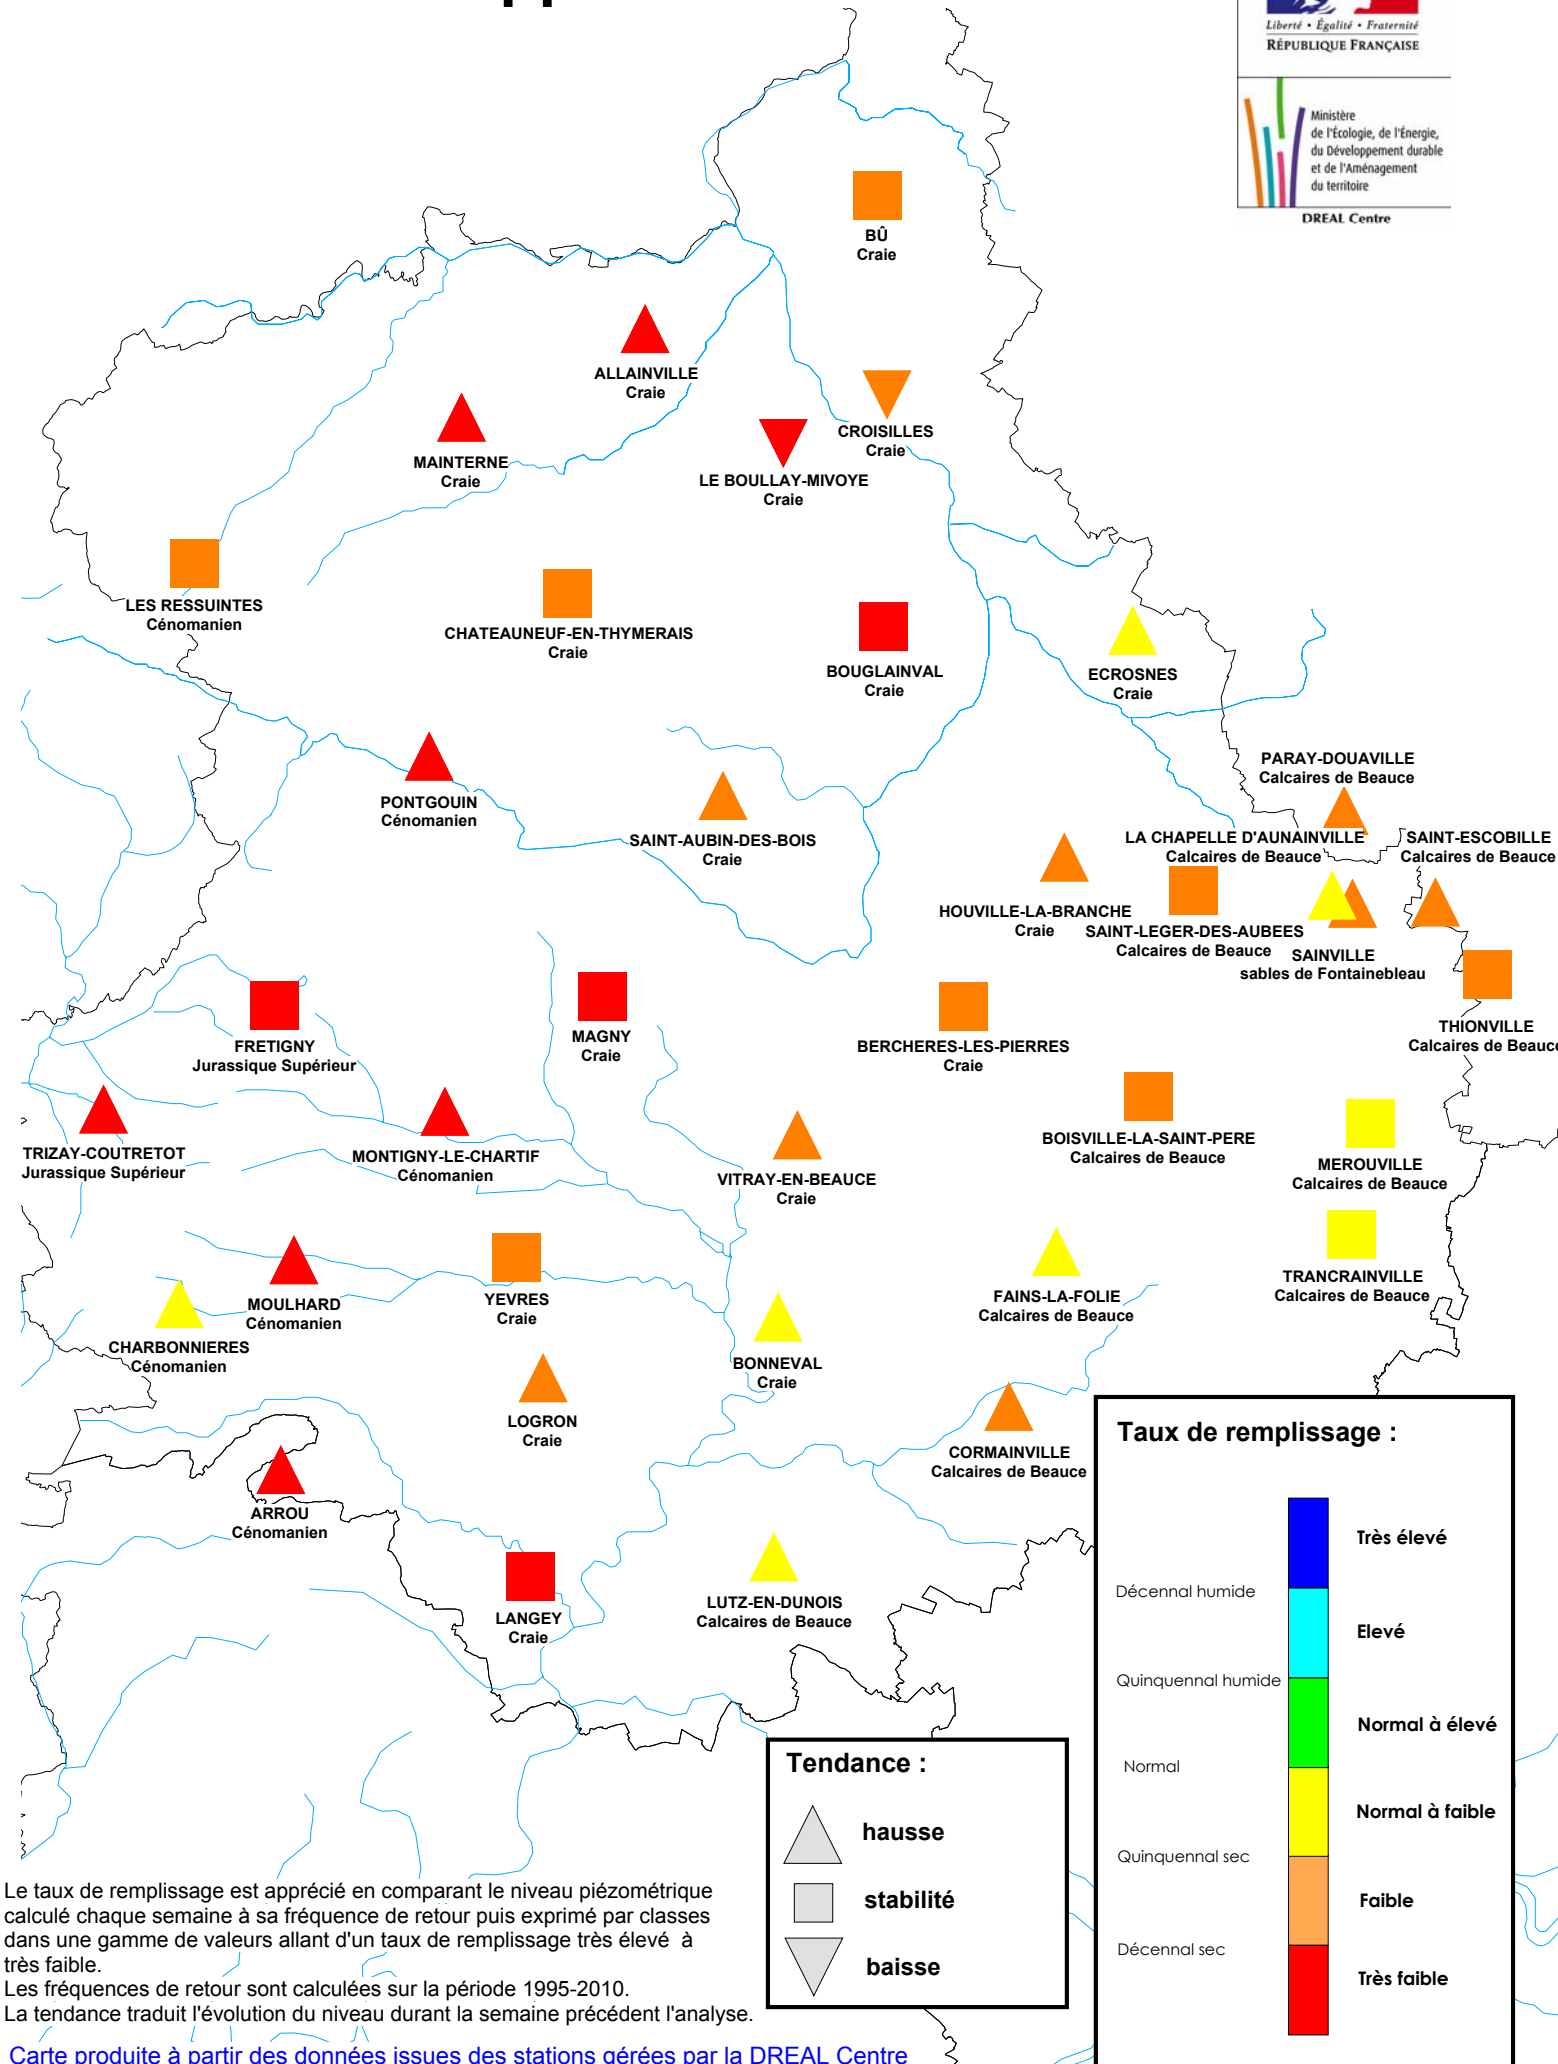 Liberté • Égalité • Fraternité
RÉPUBLIQUE FRANÇAISE
Ministère
de l'Écologie, de l'Énergie,
du Développement durable
et de l'Aménagement
du territoire
DREAL Centre
BÛ
Craie
ALLAINVILLE
Craie
CROISILLES
Craie
MAINTERNE
Craie
LE BOULLAY-MIVOYE
Craie
LES RESSUINTES
Cénomanien
CHATEAUNEUF-EN-THYMERAIS
Craie
BOUGLAINVAL
Craie
ECROSNES
Craie
PARAY-DOUAVILLE
Calcaires de Beauce
PONTGOUIN
Cénomanien
SAINT-AUBIN-DES-BOIS
Craie
LA CHAPELLE D'AUNAINVILLE
Calcaires de Beauce
SAINT-ESCOBILLE
Calcaires de Beauce
HOUVILLE-LA-BRANCHE
Craie
SAINT-LEGER-DES-AUBEES
Calcaires de Beauce
SAINVILLE
sables de Fontainebleau
THIONVILLE
Calcaires de Beauce
FRETIGNY
Jurassique Supérieur
MAGNY
Craie
BERCHERES-LES-PIERRES
Craie
TRIZAY-COUTRETOT
Jurassique Supérieur
MONTIGNY-LE-CHARTIF
Cénomanien
VITRAY-EN-BEAUCE
Craie
BOISVILLE-LA-SAINT-PERE
Calcaires de Beauce
MEROUVILLE
Calcaires de Beauce
TRANCRAINVILLE
Calcaires de Beauce
MOULHARD
Cénomanien
YEVRES
Craie
FAINS-LA-FOLIE
Calcaires de Beauce
CHARBONNIERES
Cénomanien
BONNEVAL
Craie
LOGRON
Craie
CORMAINVILLE
Calcaires de Beauce
ARROU
Cénomanien
LANGEY
Craie
LUTZ-EN-DUNOIS
Calcaires de Beauce
Taux de remplissage :
Très élevé
Décennal humide
Elevé
Quinquennal humide
Normal à élevé
Normal
Normal à faible
Quinquennal sec
Faible
Décennal sec
Très faible
Tendance :
hausse
stabilité
baisse
Le taux de remplissage est apprécié en comparant le niveau piézométrique
calculé chaque semaine à sa fréquence de retour puis exprimé par classes
dans une gamme de valeurs allant d'un taux de remplissage très élevé à
très faible.
Les fréquences de retour sont calculées sur la période 1995-2010.
La tendance traduit l'évolution du niveau durant la semaine précédent l'analyse.
Carte produite à partir des données issues des stations gérées par la DREAL Centre